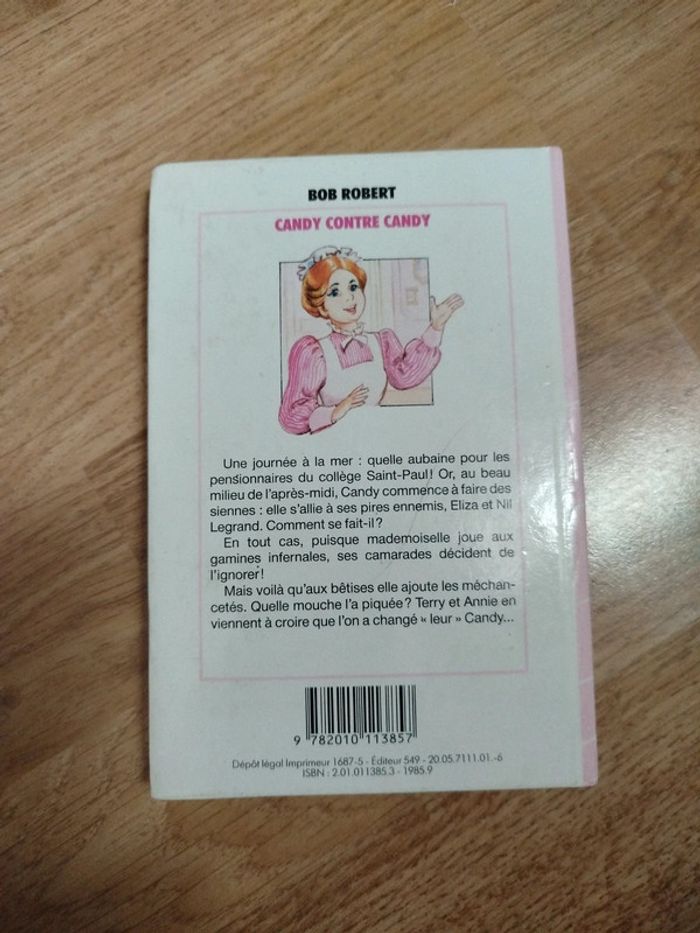 BOB ROBERT
CANDY CONTRE CANDY
Une journée à la mer : quelle aubaine pour les
pensionnaires du collège Saint-Paul! Or, au beau
milieu de l'après-midi, Candy commence à faire des
siennes : elle s'allie à ses pires ennemis, Eliza et Nil
Legrand. Comment se fait-il?
En tout cas, puisque mademoiselle joue aux
gamines infernales, ses camarades décident de
l'ignorer!
Mais voilà qu'aux bêtises elle ajoute les méchan-
cetés. Quelle mouche l'a piquée? Terry et Annie en
viennent à croire que l'on a changé « leur » Candy...
9 782010 113857
Dépôt légal Imprimeur 1687-5 - Éditeur 549 - 20.05.7111.01.-6
ISBN : 2.01.011385.3 - 1985.9